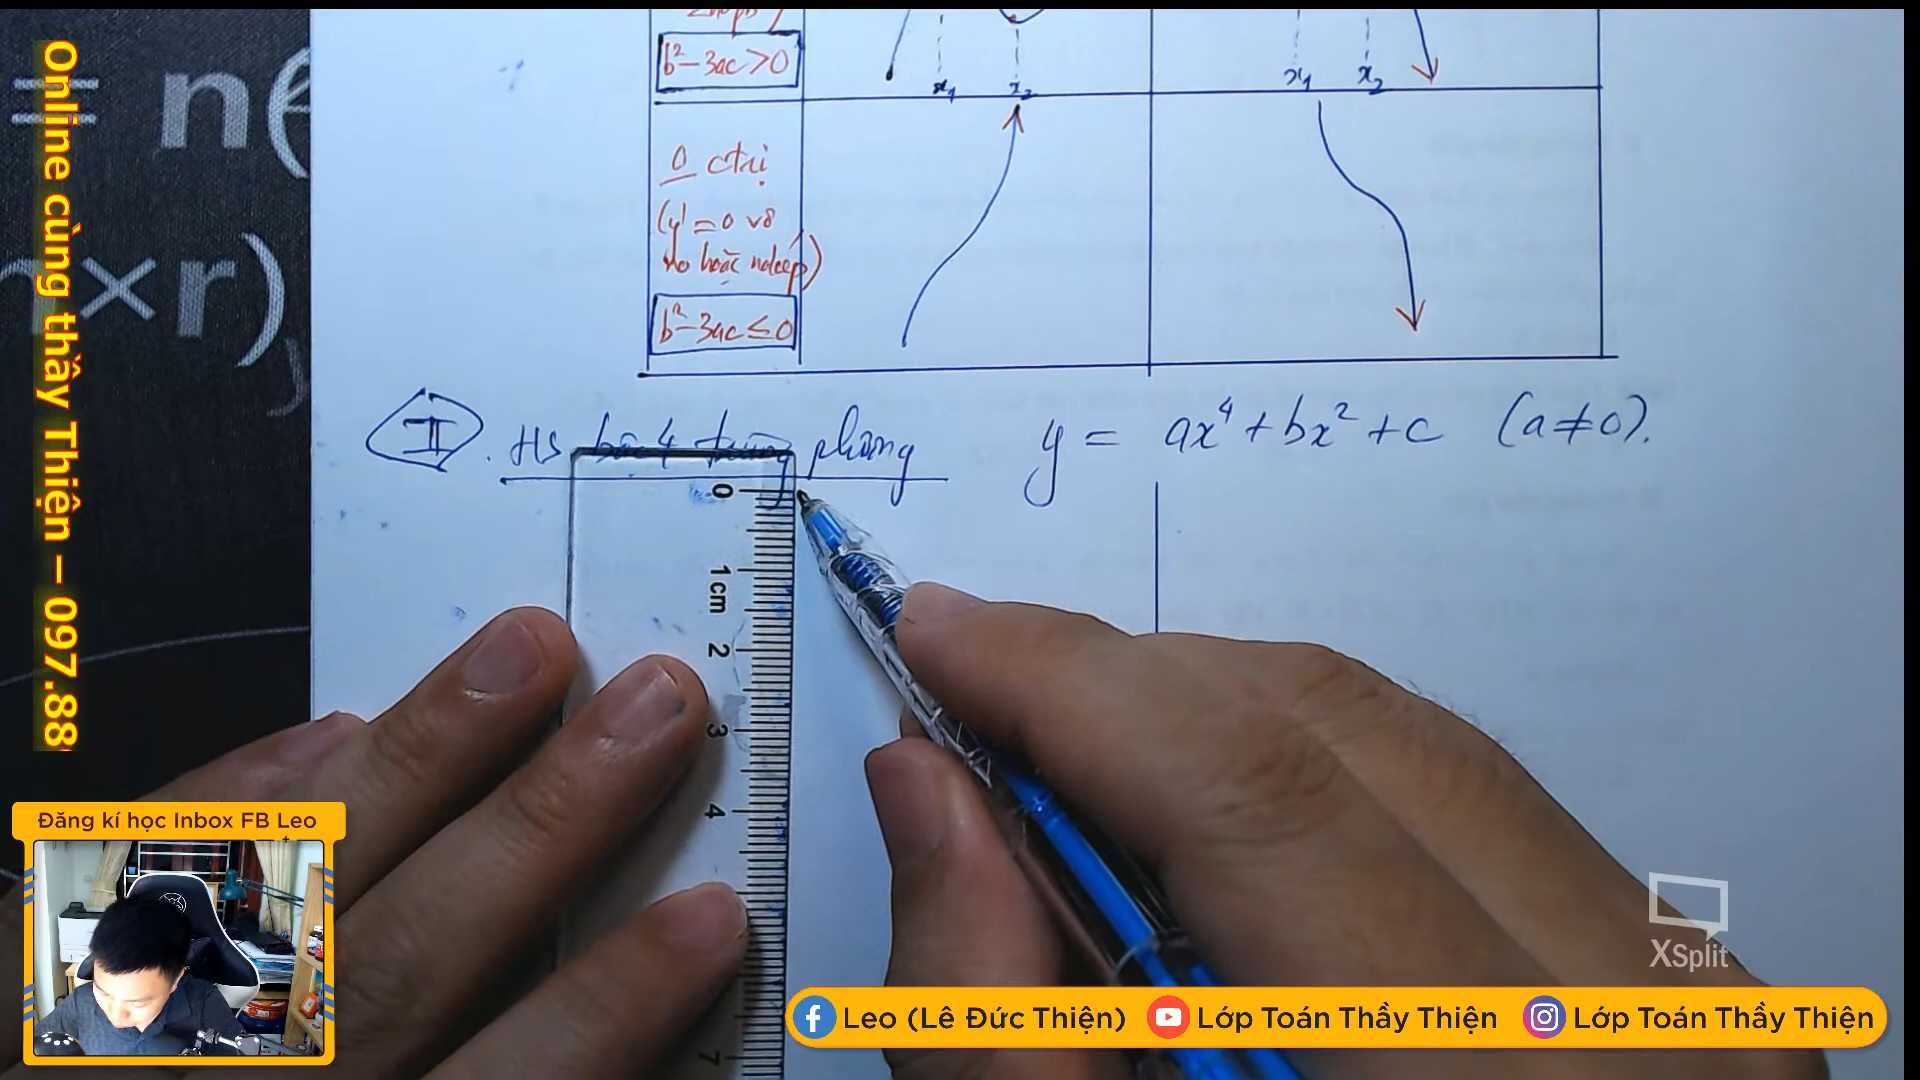 Online cùng thầy Thiện – 097.88
= n(
n×r)
b²-3ac>0
x₁
x₂
x₁
x₂
0 ctrị
(y'=0 vô
no hoặc no kép)
b²-3ac≤0
II. HS bậc 4 trùng phương
y = ax⁴+bx²+c (a≠0).
0
1cm
2
3
4
7
Đăng kí học Inbox FB Leo
XSplit
Leo (Lê Đức Thiện)
Lớp Toán Thầy Thiện
Lớp Toán Thầy Thiện